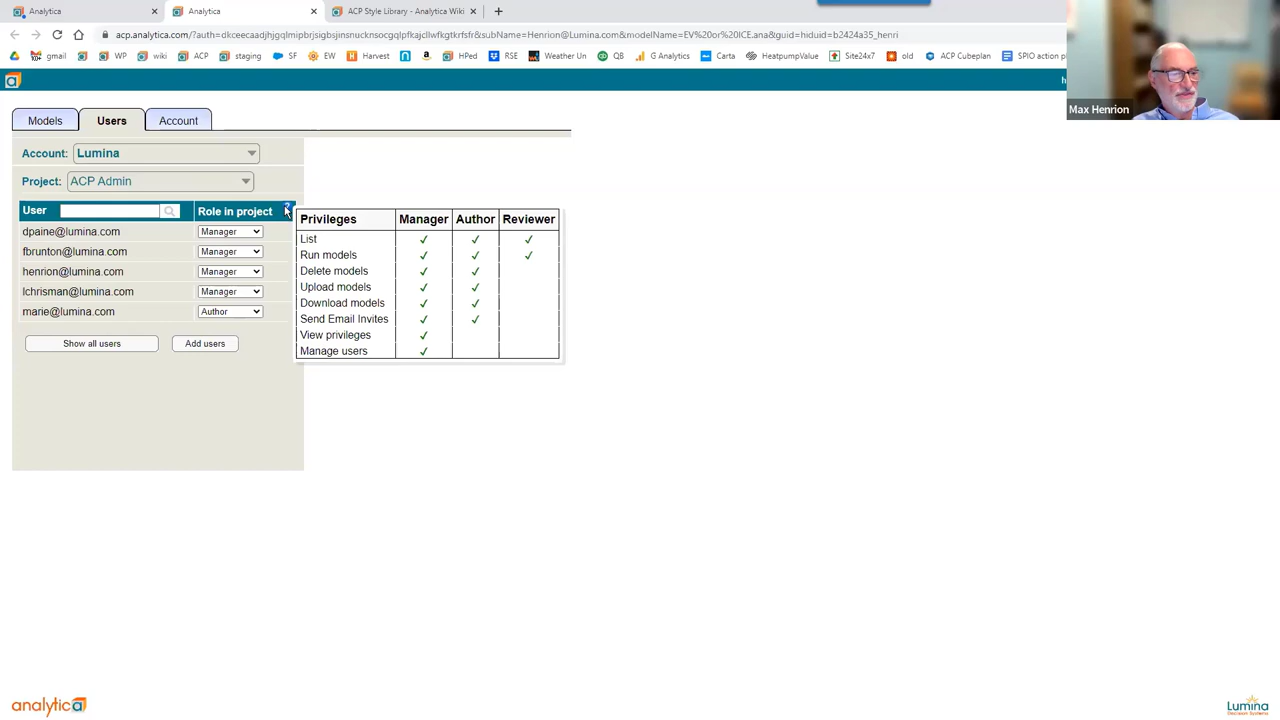 Analytica
Analytica
ACP Style Library - Analytica Wiki
acp.analytica.com/?auth=dkceecaadjhjgqlmipbrjsigbsjinsnucknsocgqlpfkajcllwfkgtkrfsfr&subName=Henrion@Lumina.com&modelName=EV%20or%20ICE.ana&guid=hiduid=b2424a35_henri
gmail WP wiki ACP staging SF EW Harvest HPed RSE Weather Un QB G Analytics Carta HeatpumpValue Site24x7 old ACP Cubeplan SPIO action p
Max Henrion
Models Users Account
Account: Lumina
Project: ACP Admin
User Role in project ?
dpaine@lumina.com Manager
fbrunton@lumina.com Manager
henrion@lumina.com Manager
lchrisman@lumina.com Manager
marie@lumina.com Author
Show all users Add users
Privileges Manager Author Reviewer
List ✓ ✓ ✓
Run models ✓ ✓ ✓
Delete models ✓ ✓
Upload models ✓ ✓
Download models ✓ ✓
Send Email Invites ✓ ✓
View privileges ✓
Manage users ✓
analytica
Lumina